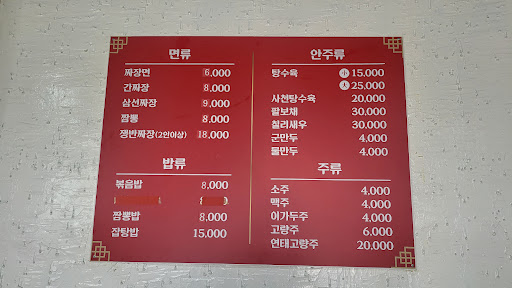 면류
짜장면 6,000
간짜장 8,000
삼선짜장 9,000
짬뽕 8,000
쟁반짜장(2인이상) 18,000
밥류
볶음밥 8,000
짬뽕밥 8,000
잡탕밥 15,000
안주류
탕수육 小 15,000
大 25,000
사천탕수육 20,000
팔보채 30,000
칠리새우 30,000
군만두 4,000
물만두 4,000
주류
소주 4,000
맥주 4,000
이가두주 4,000
고량주 6,000
연태고량주 20,000